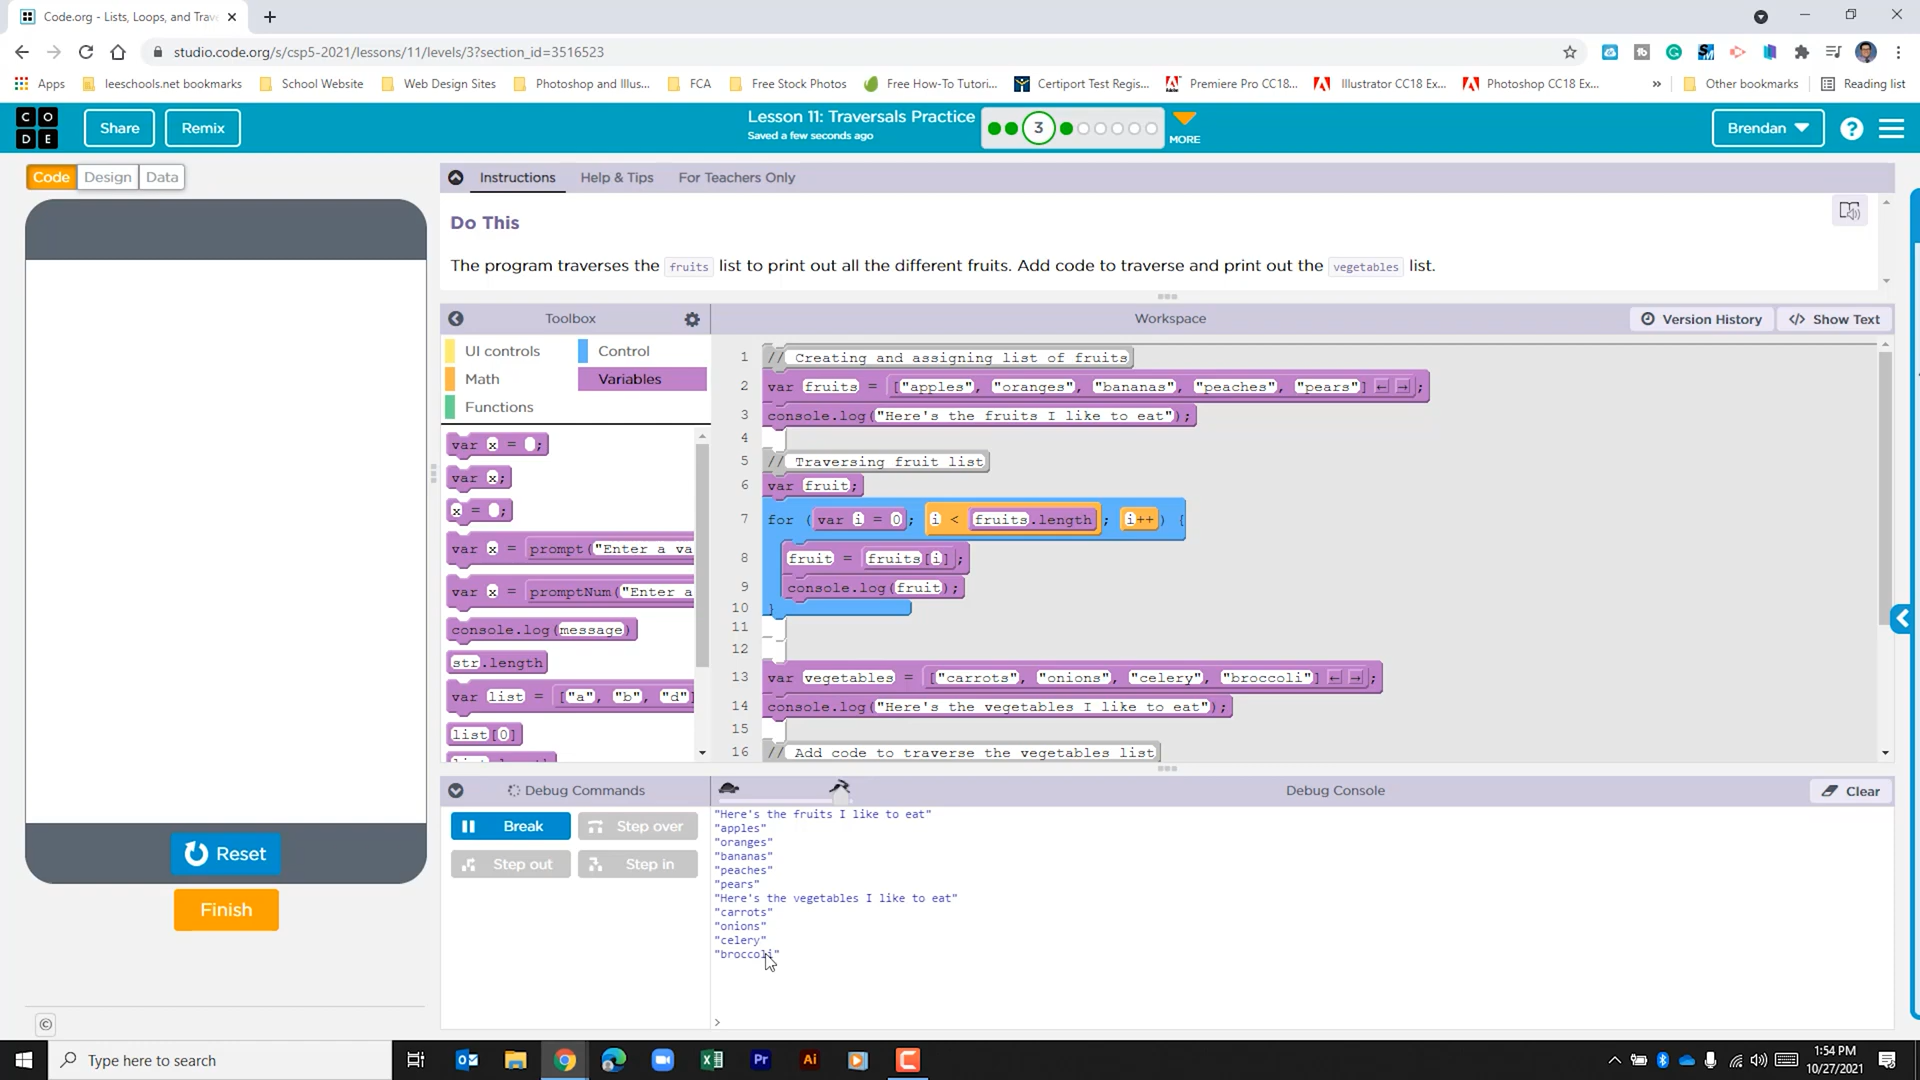 Code.org - Lists, Loops, and Trav
studio.code.org/s/csp5-2021/lessons/11/levels/3?section_id=3516523
Apps leeschools.net bookmarks School Website Web Design Sites Photoshop and Illus... FCA Free Stock Photos Free How-To Tutori... Certiport Test Regis... Premiere Pro CC18... Illustrator CC18 Ex... Photoshop CC18 Ex... » Other bookmarks Reading list
CODE Share Remix Lesson 11: Traversals Practice 3 MORE Brendan ?
Saved a few seconds ago
Code Design Data
Instructions Help & Tips For Teachers Only
Do This
The program traverses the fruits list to print out all the different fruits. Add code to traverse and print out the vegetables list.
Toolbox Workspace Version History </> Show Text
UI controls Control
Math Variables
Functions
var x = ;
var x;
x = ;
var x = prompt("Enter a va
var x = promptNum("Enter a
console.log(message)
str.length
var list = ["a", "b", "d"]
list[0]
1 // Creating and assigning list of fruits
2 var fruits = ["apples", "oranges", "bananas", "peaches", "pears"] ← → ;
3 console.log("Here's the fruits I like to eat");
4
5 // Traversing fruit list
6 var fruit;
7 for (var i = 0; i < fruits.length; i++) {
8 fruit = fruits[i];
9 console.log(fruit);
10 }
11
12
13 var vegetables = ["carrots", "onions", "celery", "broccoli"] ← → ;
14 console.log("Here's the vegetables I like to eat");
15
16 // Add code to traverse the vegetables list
Debug Commands Debug Console Clear
Break Step over
Step out Step in
"Here's the fruits I like to eat"
"apples"
"oranges"
"bananas"
"peaches"
"pears"
"Here's the vegetables I like to eat"
"carrots"
"onions"
"celery"
"broccoli"
>
Reset
Finish
©
Type here to search
Pr Ai
1:54 PM
10/27/2021